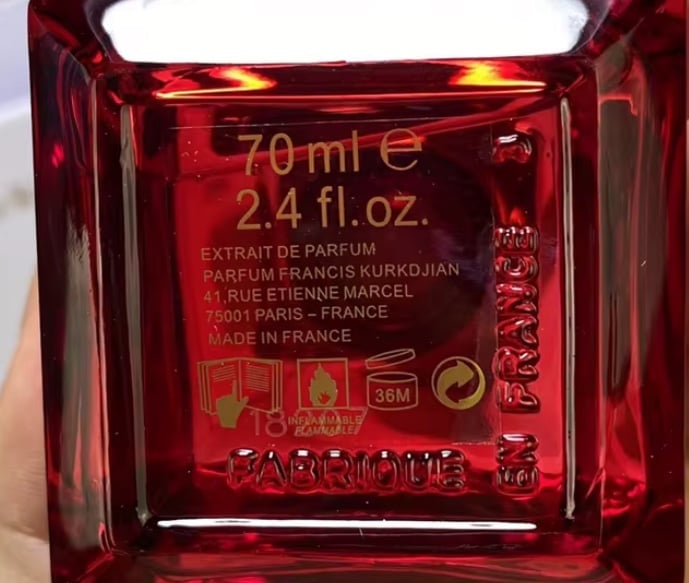 70 ml ℮
2.4 fl.oz.
EXTRAIT DE PARFUM
PARFUM FRANCIS KURKDJIAN
41,RUE ETIENNE MARCEL
75001 PARIS – FRANCE
MADE IN FRANCE
36M
INFLAMMABLE
FLAMMABLE
FABRIQUE
EN FRANCE 3